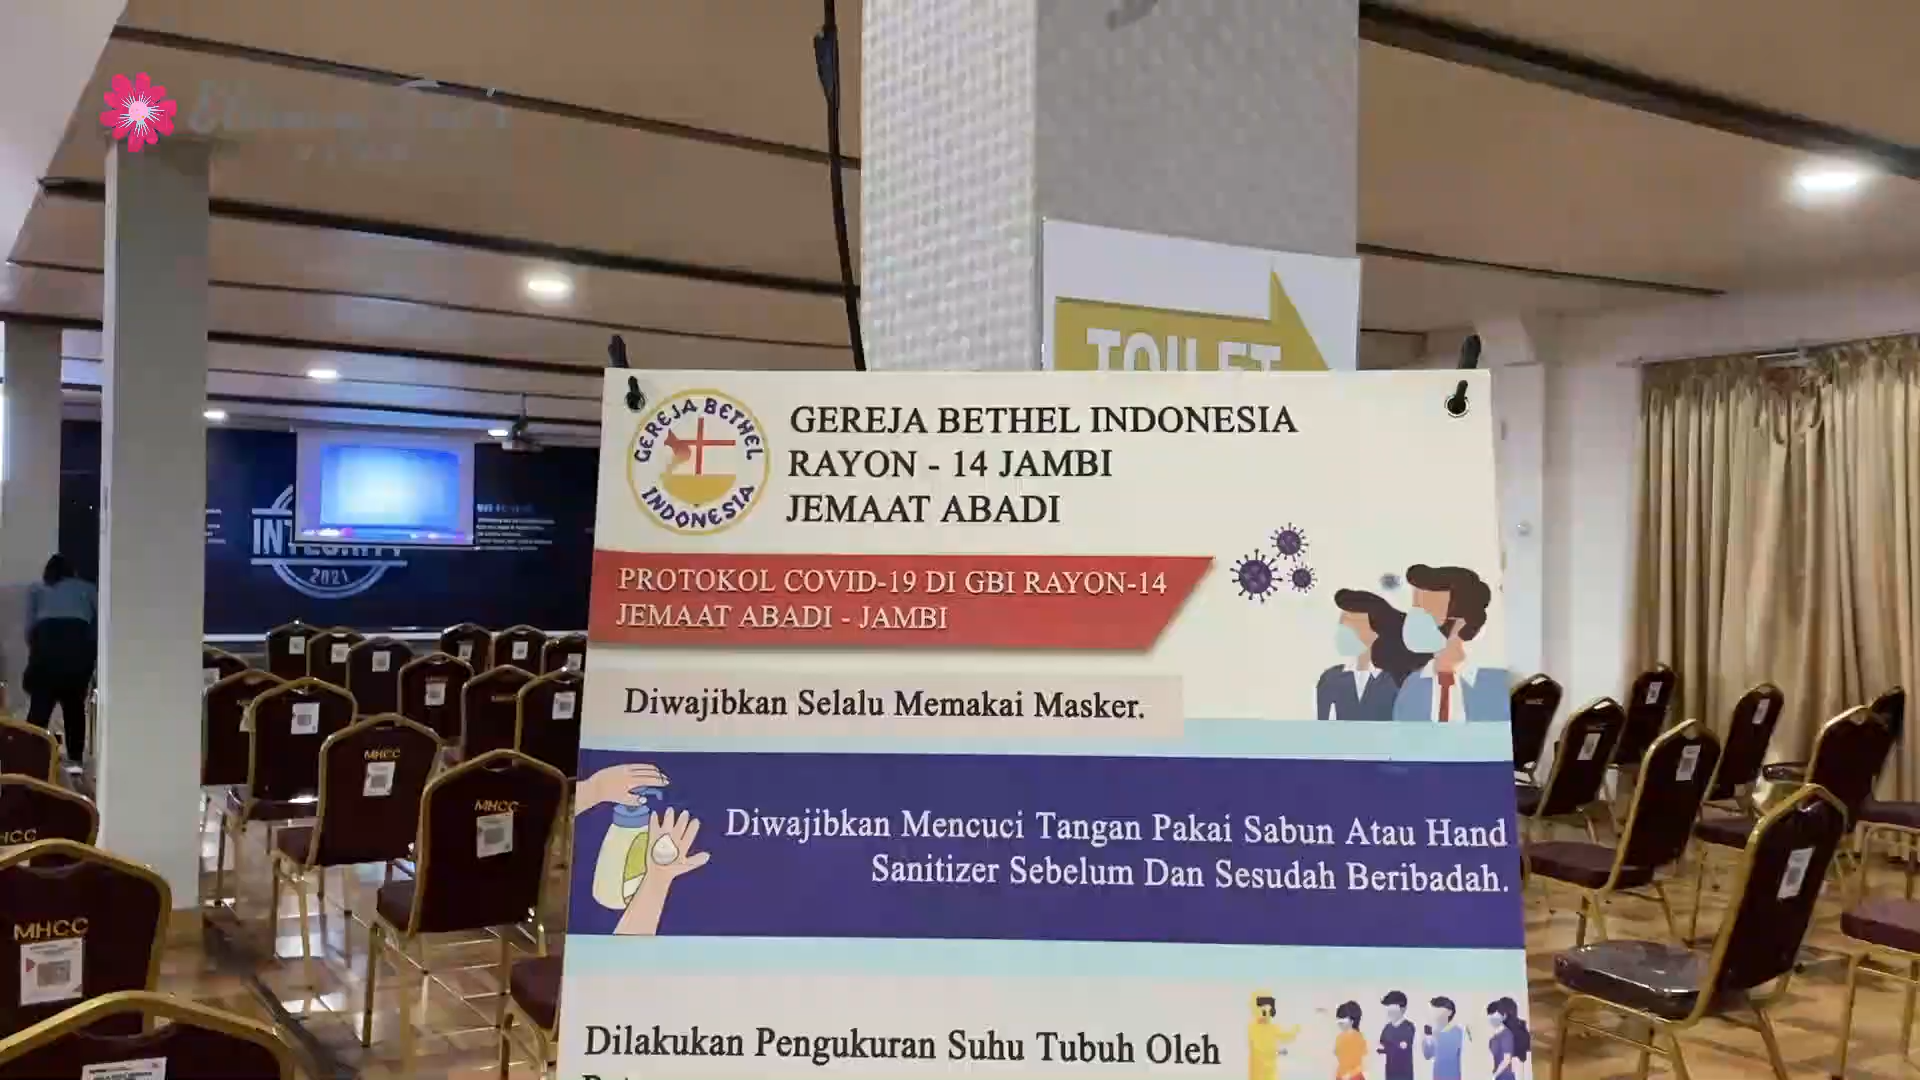 TOILET
GEREJA BETHEL INDONESIA
GEREJA BETHEL INDONESIA
RAYON - 14 JAMBI
JEMAAT ABADI
PROTOKOL COVID-19 DI GBI RAYON-14
JEMAAT ABADI - JAMBI
Diwajibkan Selalu Memakai Masker.
Diwajibkan Mencuci Tangan Pakai Sabun Atau Hand
Sanitizer Sebelum Dan Sesudah Beribadah.
Dilakukan Pengukuran Suhu Tubuh Oleh
INTEGRITY
2021
MHCC
MHCC
MHCC